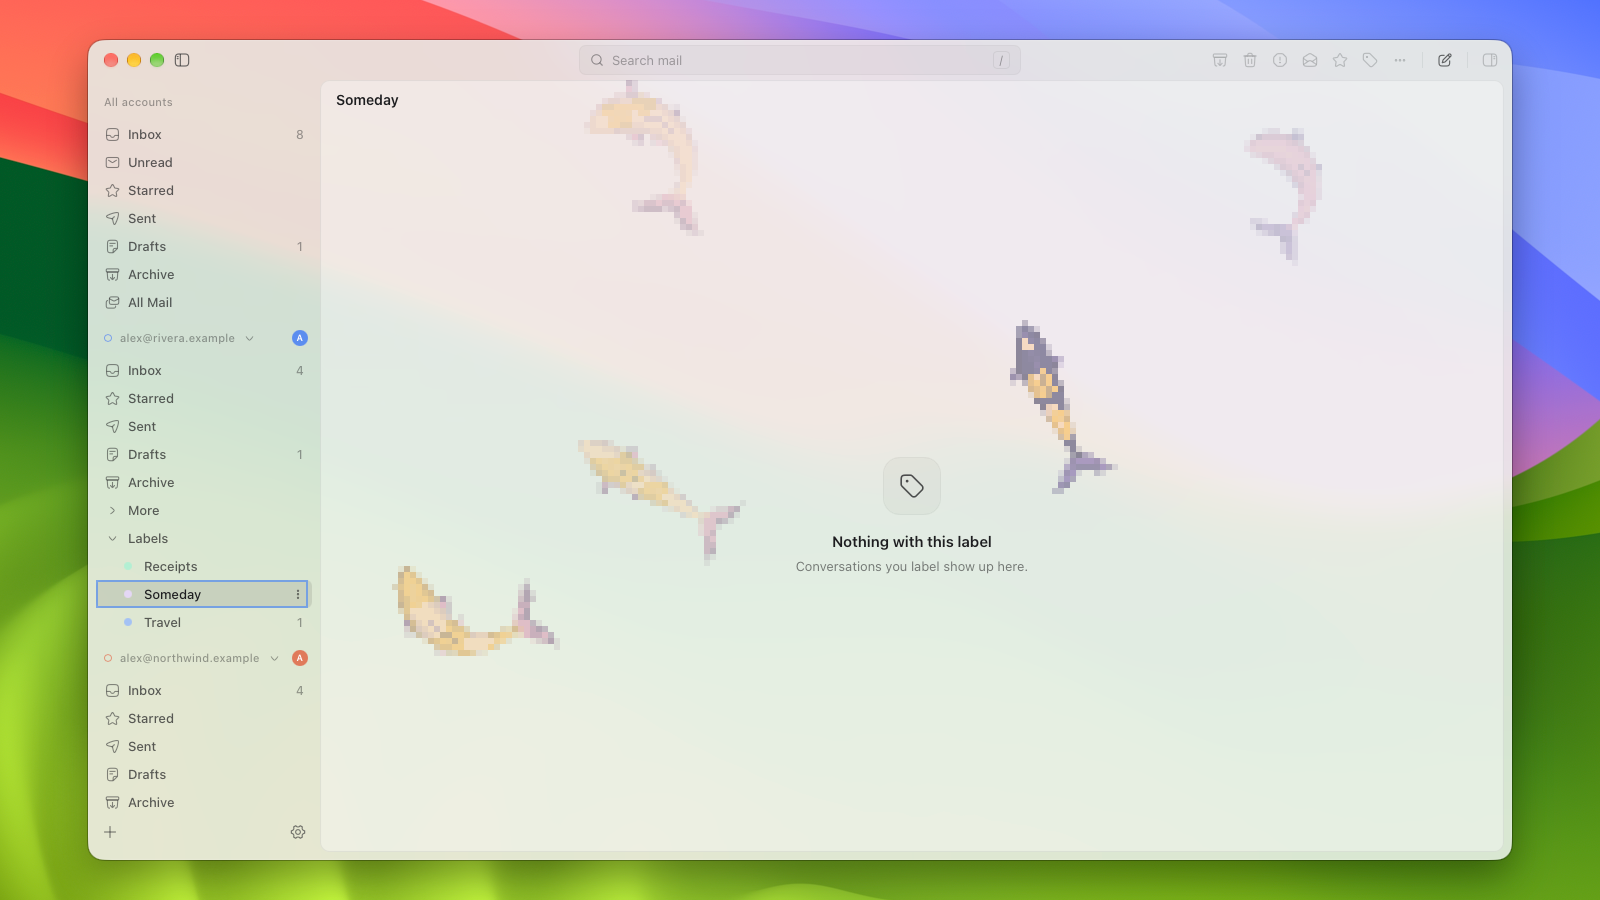 Search mail
/
All accounts
Inbox 8
Unread
Starred
Sent
Drafts 1
Archive
All Mail
alex@rivera.example A
Inbox 4
Starred
Sent
Drafts 1
Archive
More
Labels
Receipts
Someday
Travel 1
alex@northwind.example A
Inbox 4
Starred
Sent
Drafts
Archive
Someday
Nothing with this label
Conversations you label show up here.